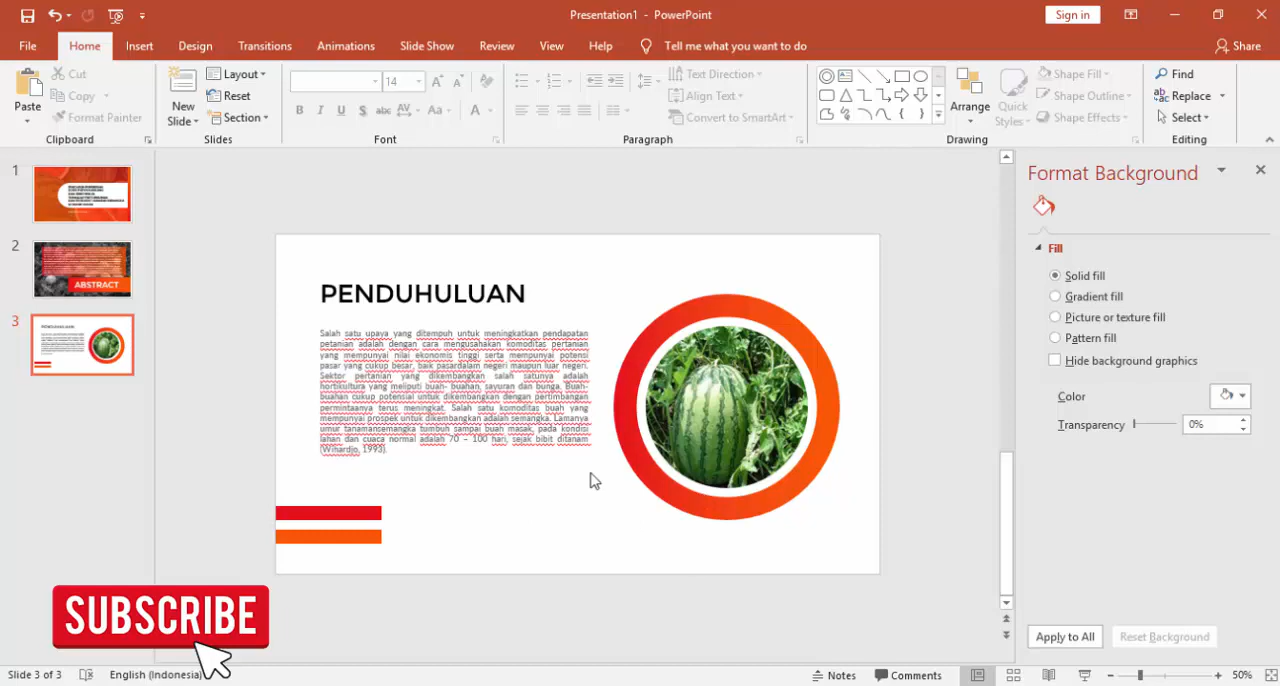 Presentation1 - PowerPoint
Sign in
File Home Insert Design Transitions Animations Slide Show Review View Help Tell me what you want to do Share
Paste
Cut
Copy
Format Painter
Clipboard
New Slide
Layout
Reset
Section
Slides
14
B I U S abc AV Aa A
Font
Text Direction
Align Text
Convert to SmartArt
Paragraph
Arrange
Quick Styles
Shape Fill
Shape Outline
Shape Effects
Drawing
Find
Replace
Select
Editing
1
2
ABSTRACT
3
PENDUHULUAN
Salah satu upaya yang ditempuh untuk meningkatkan pendapatan
petanian adalah dengan cara mengusahakan komoditas pertanian
yang mempunyai nilai ekonomis tinggi serta mempunyai potensi
pasar yang cukup besar, baik pasardalam negeri maupun luar negeri.
Sektor pertanian yang dikembangkan salah satunya adalah
hortikultura yang meliputi buah- buahan, sayuran dan bunga. Buah-
buahan cukup potensial untuk dikembangkan dengan pertimbangan
permintaanya terus meningkat. Salah satu komoditas buah yang
mempunyai prospek untuk dikembangkan adalah semangka. Lamanya
umur tanamansemangka tumbuh sampai buah masak, pada kondisi
lahan dan cuaca normal adalah 70 – 100 hari, sejak bibit ditanam
(Wihardjo, 1993).
Format Background
Fill
Solid fill
Gradient fill
Picture or texture fill
Pattern fill
Hide background graphics
Color
Transparency 0%
Apply to All
Reset Background
SUBSCRIBE
Slide 3 of 3
English (Indonesia)
Notes
Comments
50%